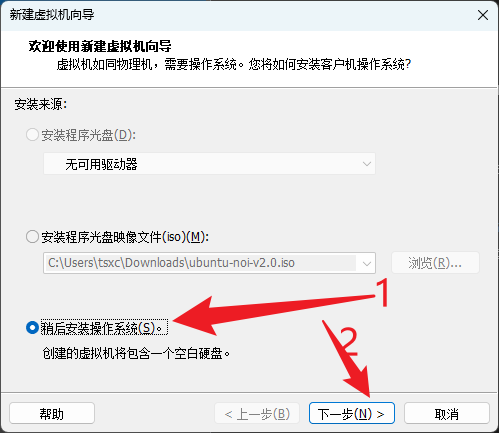 新建虚拟机向导
欢迎使用新建虚拟机向导
虚拟机如同物理机，需要操作系统。您将如何安装客户机操作系统?
安装来源:
安装程序光盘(D):
无可用驱动器
安装程序光盘映像文件(iso)(M):
C:\Users\tsxc\Downloads\ubuntu-noi-v2.0.iso
浏览(R)...
1
稍后安装操作系统(S)。
2
创建的虚拟机将包含一个空白硬盘。
帮助
< 上一步(B)
下一步(N) >
取消